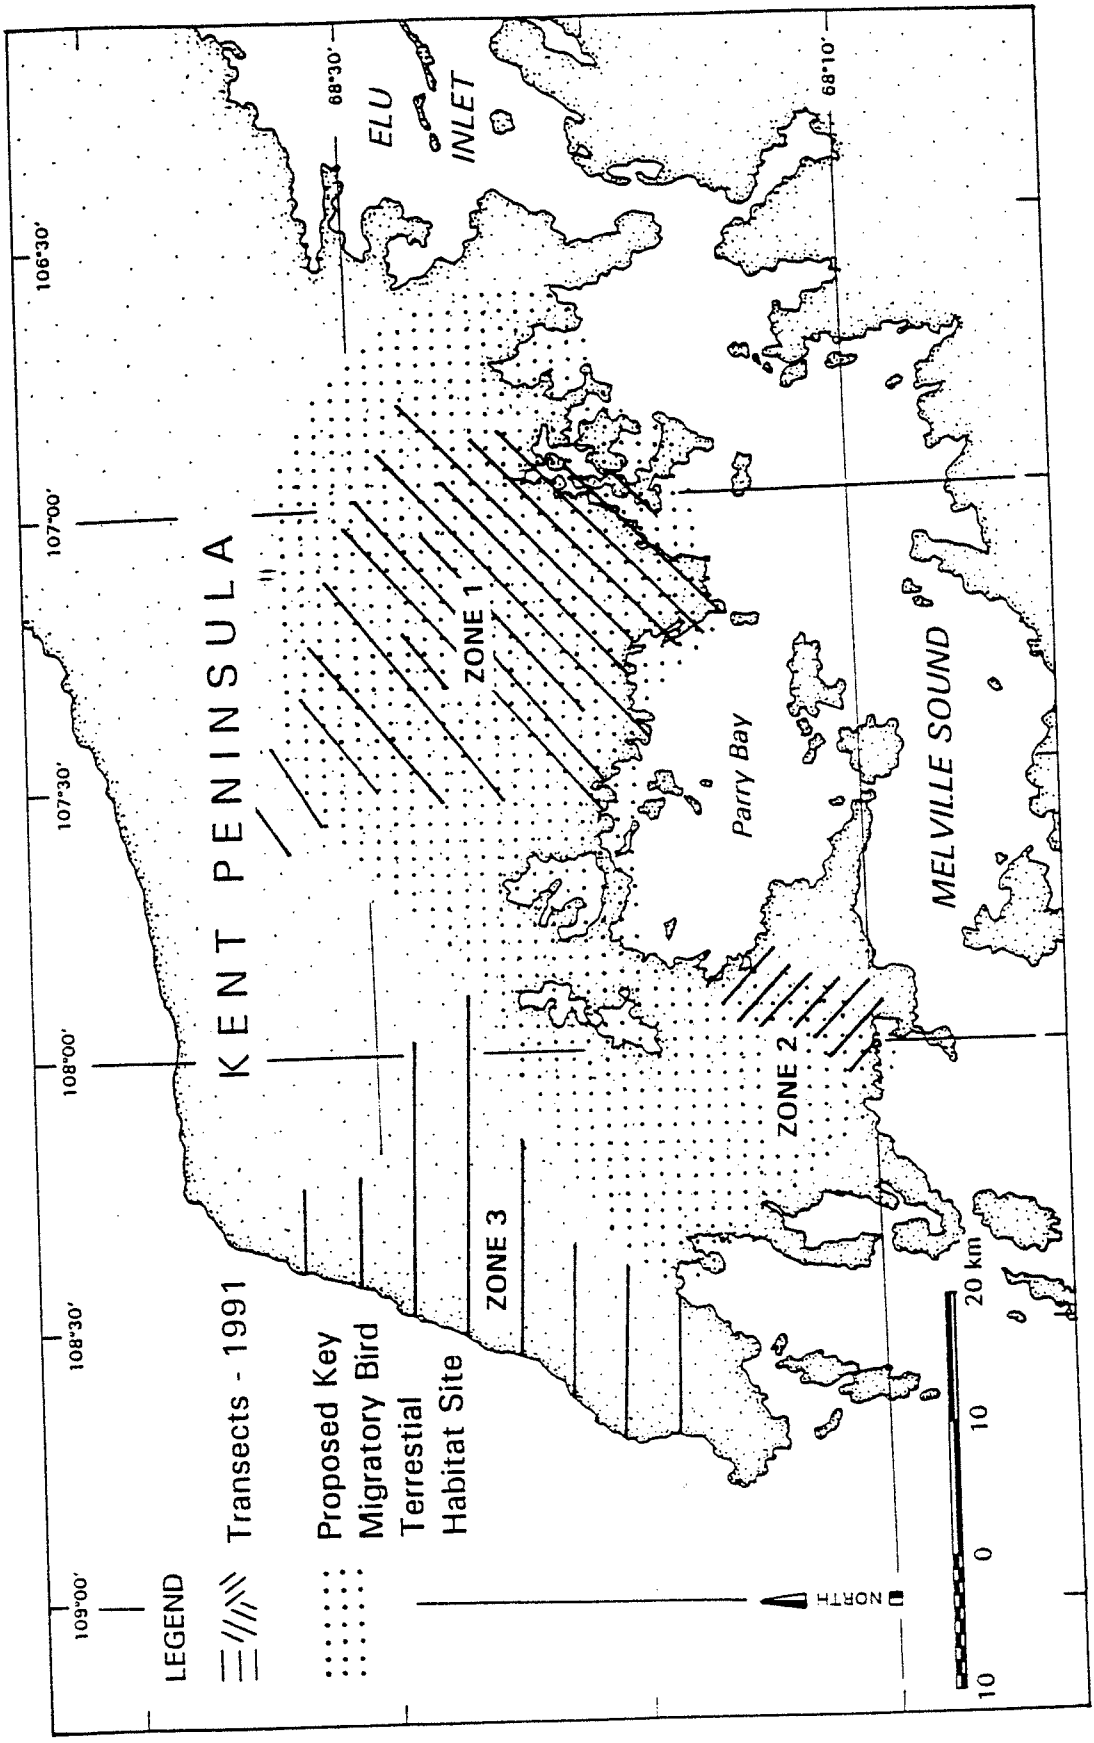 106°30'
107°00'
107°30'
108°00'
108°30'
109°00'
68°30'
68°10'
KENT PENINSULA
ELU
INLET
ZONE 1
ZONE 2
ZONE 3
Parry Bay
MELVILLE SOUND
LEGEND
Transects - 1991
Proposed Key
Migratory Bird
Terrestial
Habitat Site
NORTH
10 0 10 20 km